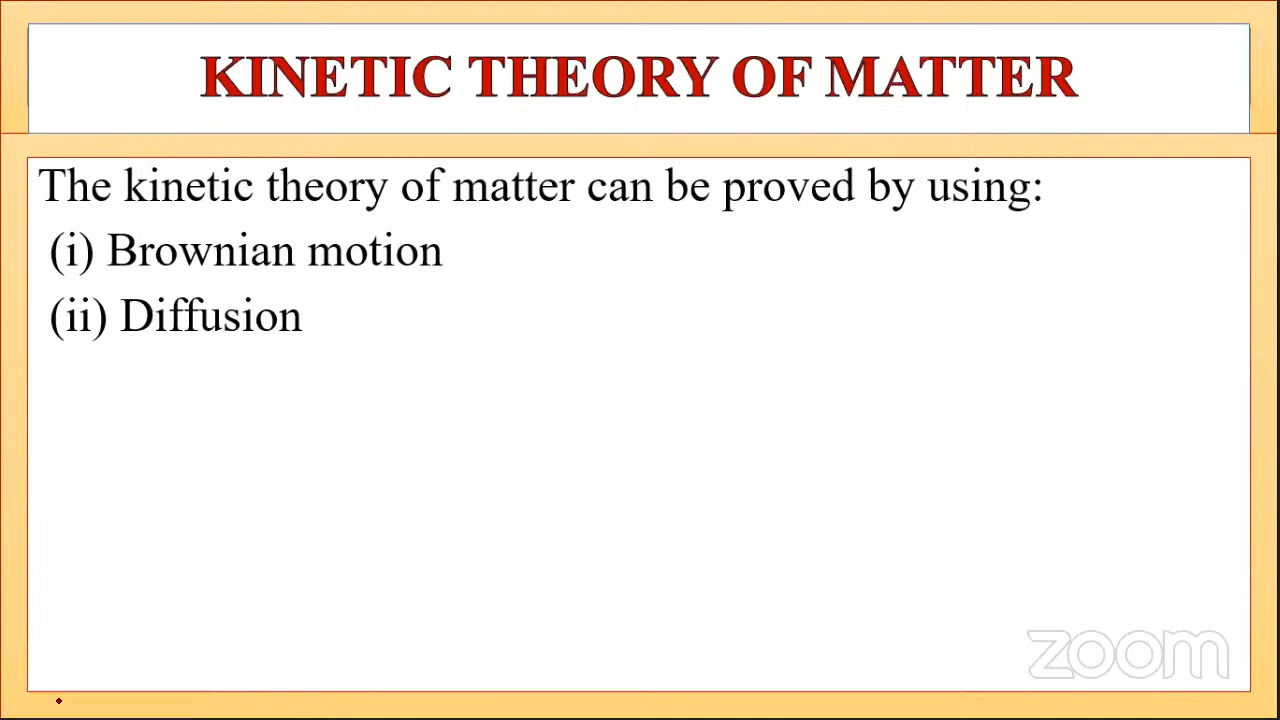 KINETIC THEORY OF MATTER
The kinetic theory of matter can be proved by using:
(i) Brownian motion
(ii) Diffusion
zoom